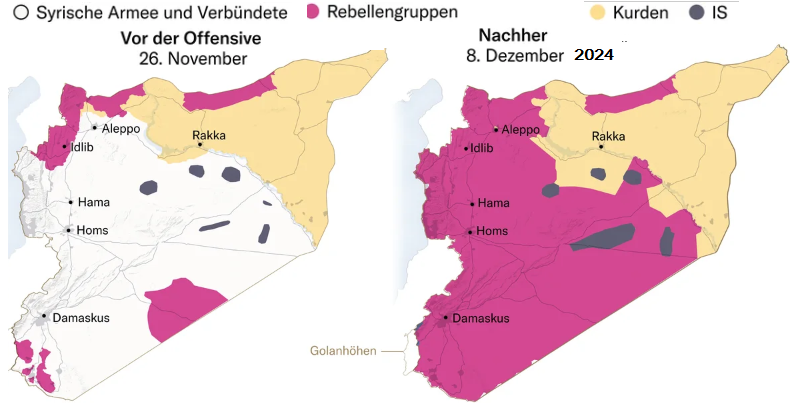 Syrische Armee und Verbündete
Rebellengruppen
Kurden
IS
Vor der Offensive
26. November
Nachher
8. Dezember 2024
Aleppo
Rakka
Idlib
Hama
Homs
Damaskus
Aleppo
Rakka
Idlib
Hama
Homs
Damaskus
Golanhöhen